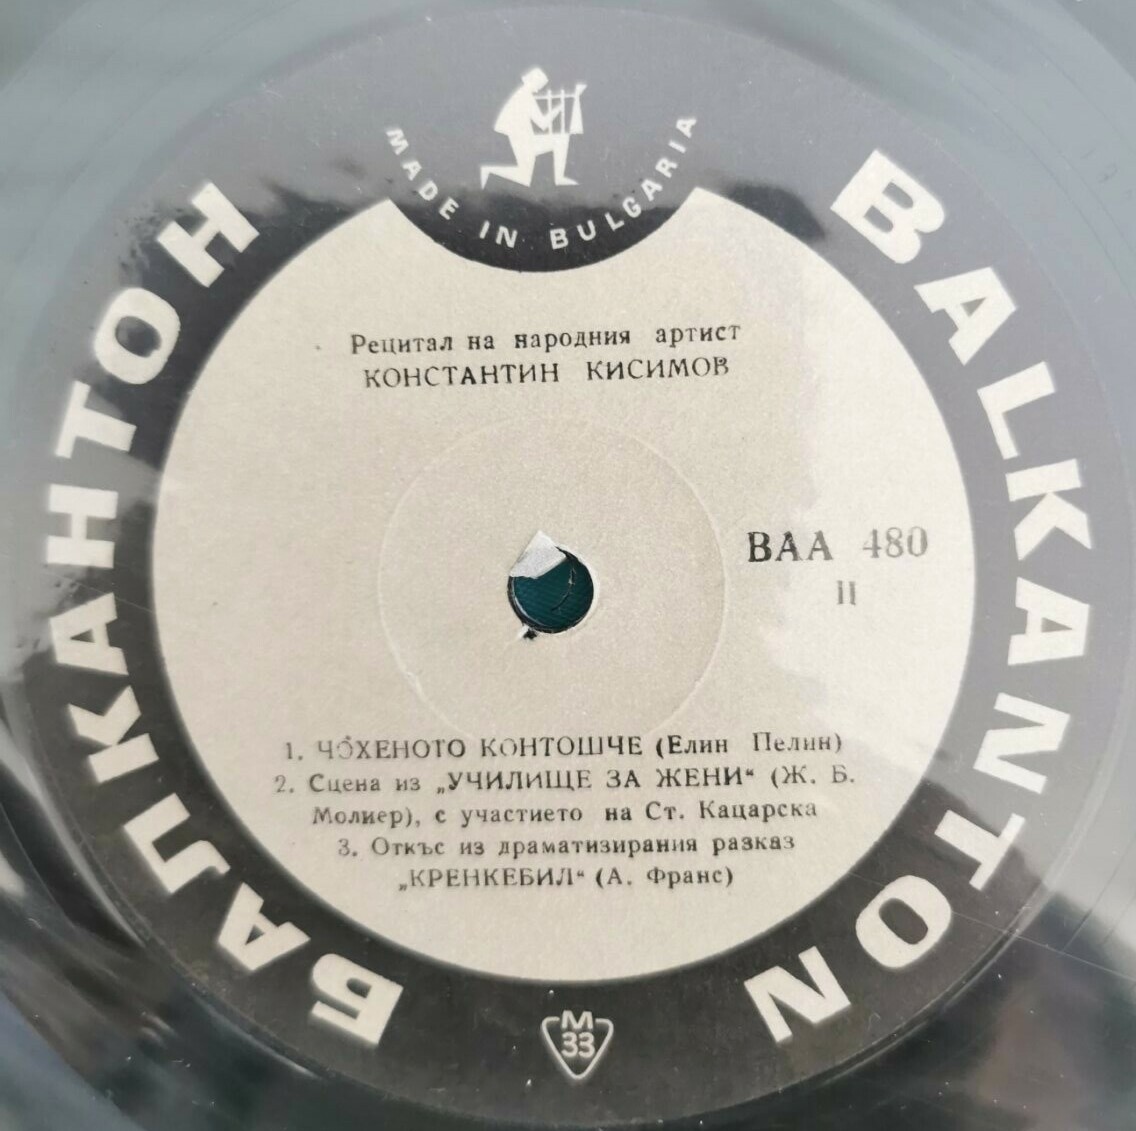 MADE IN BULGARIA
БАЛКАНТОН
BALKANTON
Рецитал на народния артист
КОНСТАНТИН КИСИМОВ
ВАА 480
II
1. ЧОХЕНОТО КОНТОШЧЕ (Елин Пелин)
2. Сцена из „УЧИЛИЩЕ ЗА ЖЕНИ“ (Ж. Б.
Молиер), с участието на Ст. Кацарска
3. Откъс из драматизирания разказ
„КРЕНКЕБИЛ“ (А. Франс)
М
33